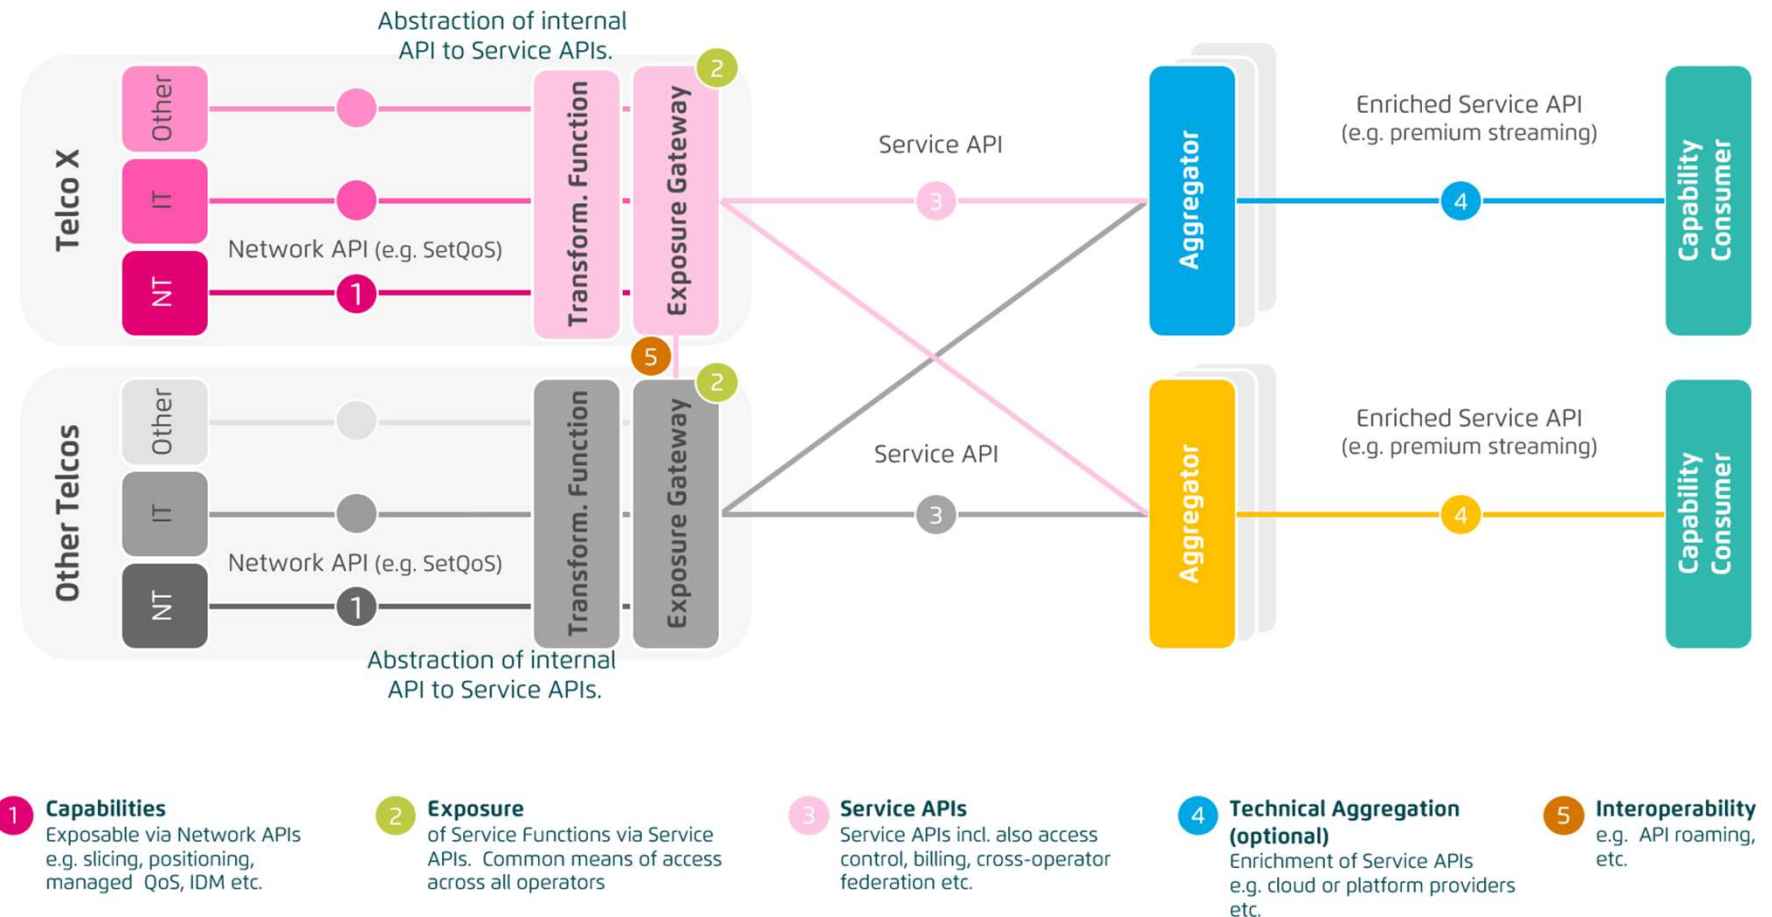 Abstraction of internal
API to Service APIs.
Telco X
Other
IT
NT
Network API (e.g. SetQoS)
1
Transform. Function
Exposure Gateway
2
Service API
3
Aggregator
Enriched Service API
(e.g. premium streaming)
4
Capability
Consumer
5
Other Telcos
Other
IT
NT
Network API (e.g. SetQoS)
1
Transform. Function
Exposure Gateway
2
Service API
3
Aggregator
Enriched Service API
(e.g. premium streaming)
4
Capability
Consumer
Abstraction of internal
API to Service APIs.
1
Capabilities
Exposable via Network APIs
e.g. slicing, positioning,
managed QoS, IDM etc.
2
Exposure
of Service Functions via Service
APIs. Common means of access
across all operators
3
Service APIs
Service APIs incl. also access
control, billing, cross-operator
federation etc.
4
Technical Aggregation
(optional)
Enrichment of Service APIs
e.g. cloud or platform providers
etc.
5
Interoperability
e.g. API roaming,
etc.